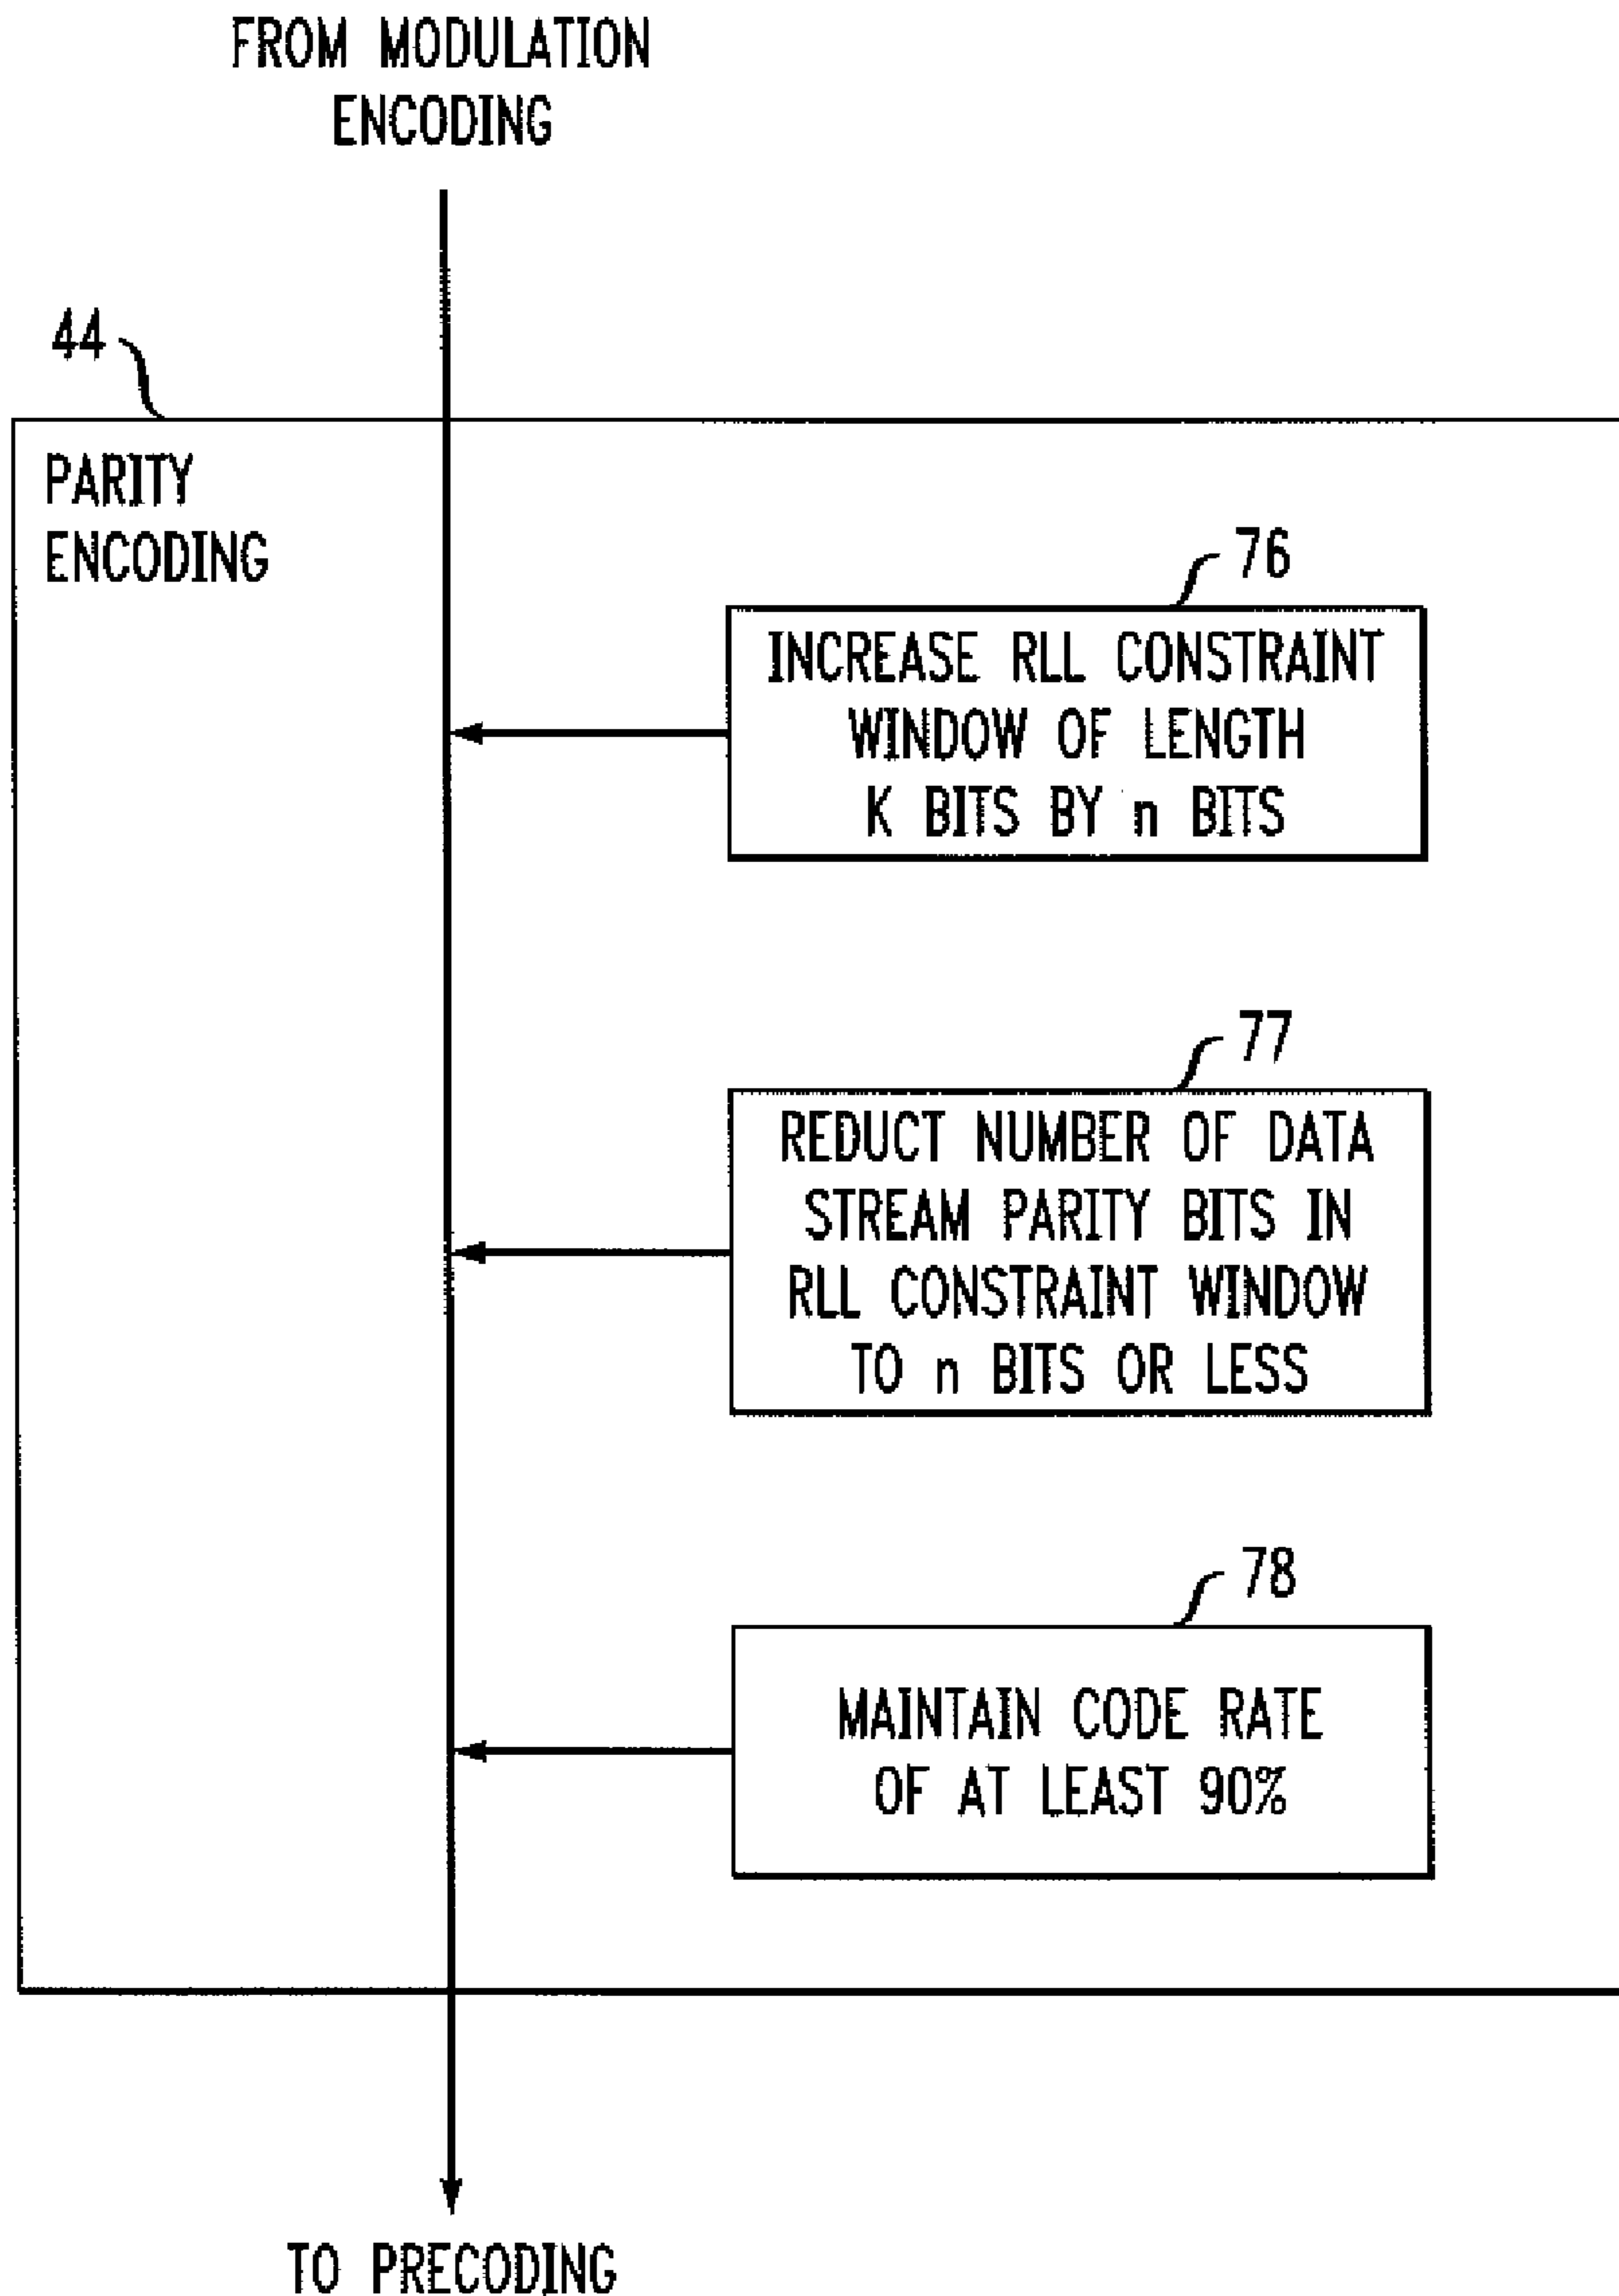 FROM MODULATION
ENCODING
44
PARITY
ENCODING
76
INCREASE RLL CONSTRAINT
WINDOW OF LENGTH
K BITS BY n BITS
77
REDUCT NUMBER OF DATA
STREAM PARITY BITS IN
RLL CONSTRAINT WINDOW
TO n BITS OR LESS
78
MAINTAIN CODE RATE
OF AT LEAST 90%
TO PRECODING